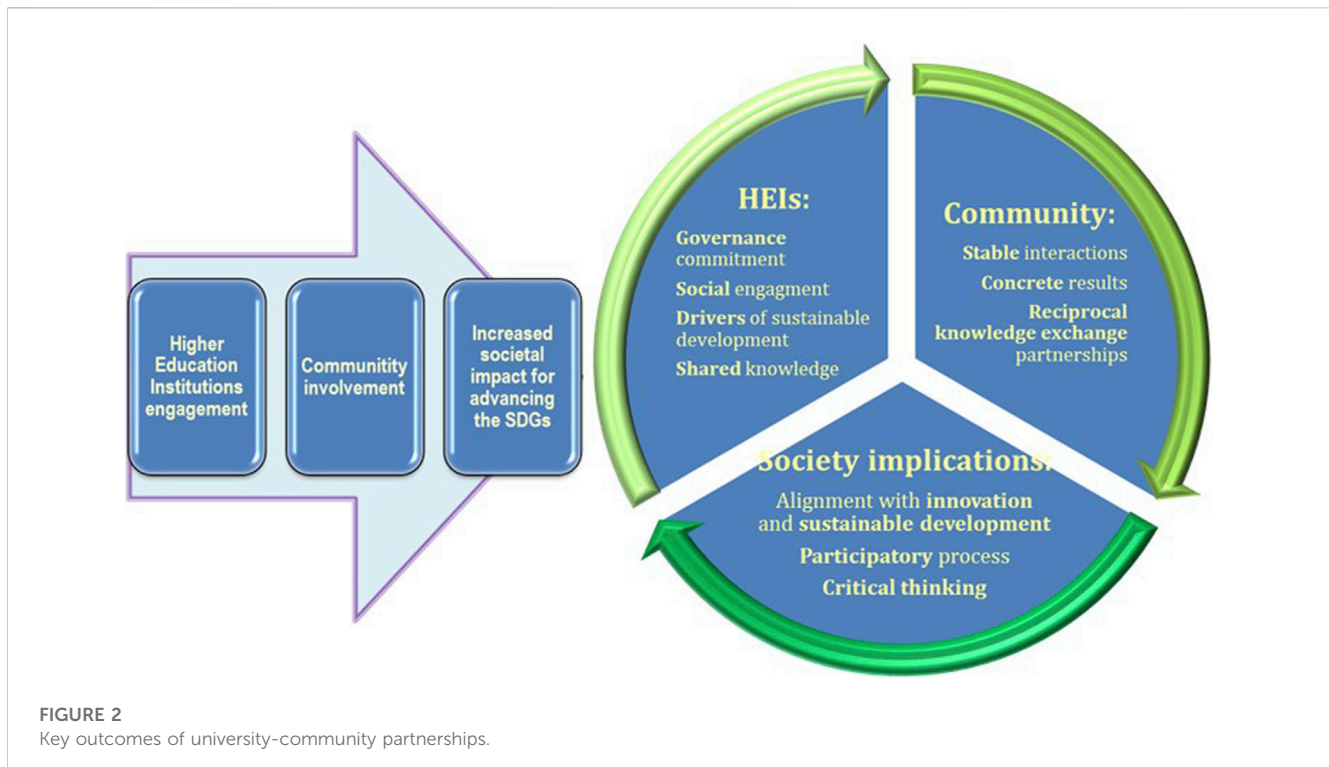 Higher
Education
Institutions
engagement
Communitity
involvement
Increased
societal
impact for
advancing
the SDGs
HEIs:
Governance
commitment
Social engagment
Drivers of sustainable
development
Shared knowledge
Community:
Stable interactions
Concrete results
Reciprocal
knowledge exchange
partnerships
Society implications:
Alignment with innovation
and sustainable development
Participatory process
Critical thinking
FIGURE 2
Key outcomes of university-community partnerships.